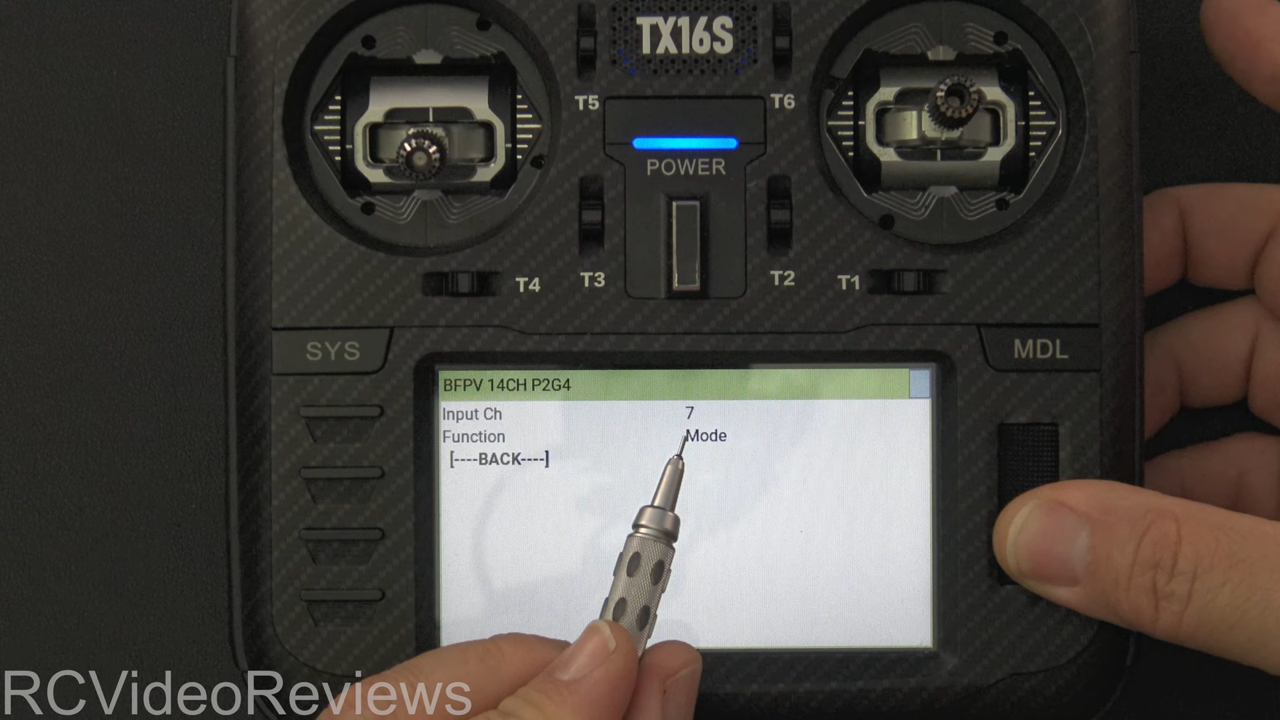 TX16S
T5
T6
POWER
T4
T3
T2
T1
SYS
MDL
BFPV 14CH P2G4
Input Ch 7
Function Mode
[----BACK----]
RCVideoReviews